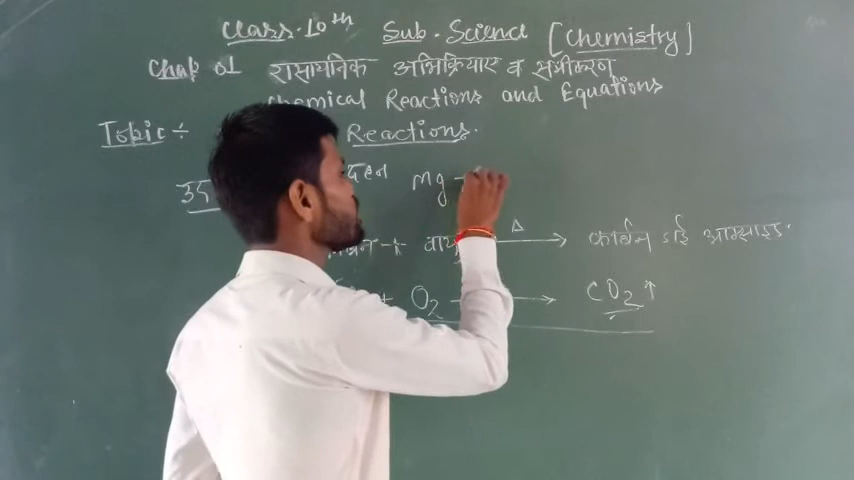 Class. 10th Sub. Science [Chemistry]
Chap 01 रासायनिक अभिक्रियाए व समीकरण
Chemical Reactions and Equations
Topic ÷ Reactions.
दहन Mg
+ वायु Δ → कार्बन डाई आक्साइड.
+ O2 → CO2 ↑